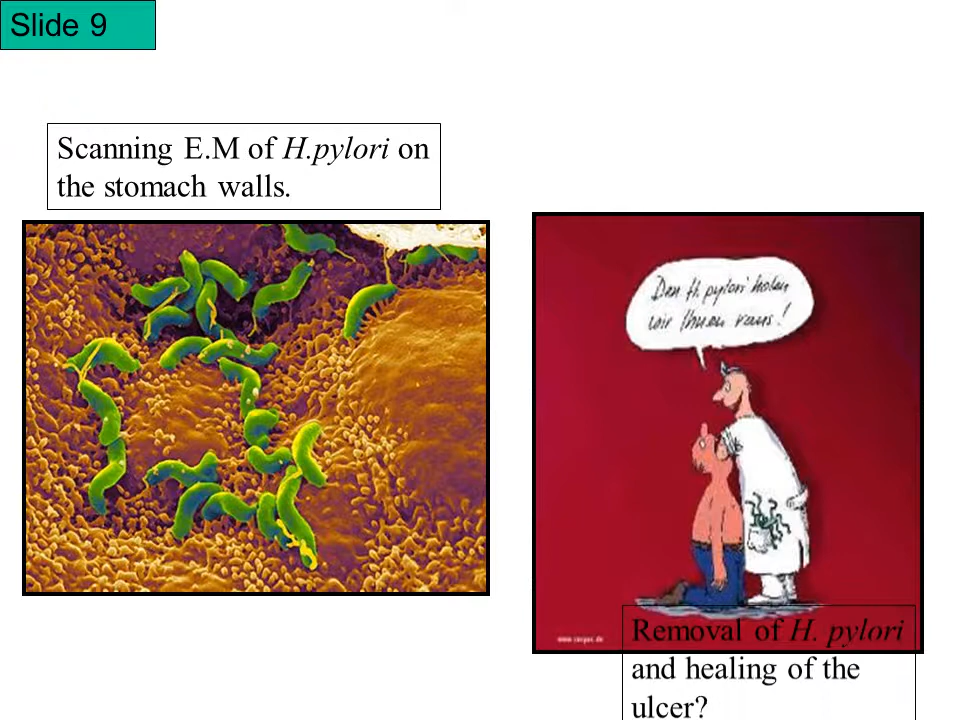 Slide 9
Scanning E.M of H.pylori on
the stomach walls.
Den H. pylori holen
wir Ihnen raus!
Removal of H. pylori
and healing of the
ulcer?